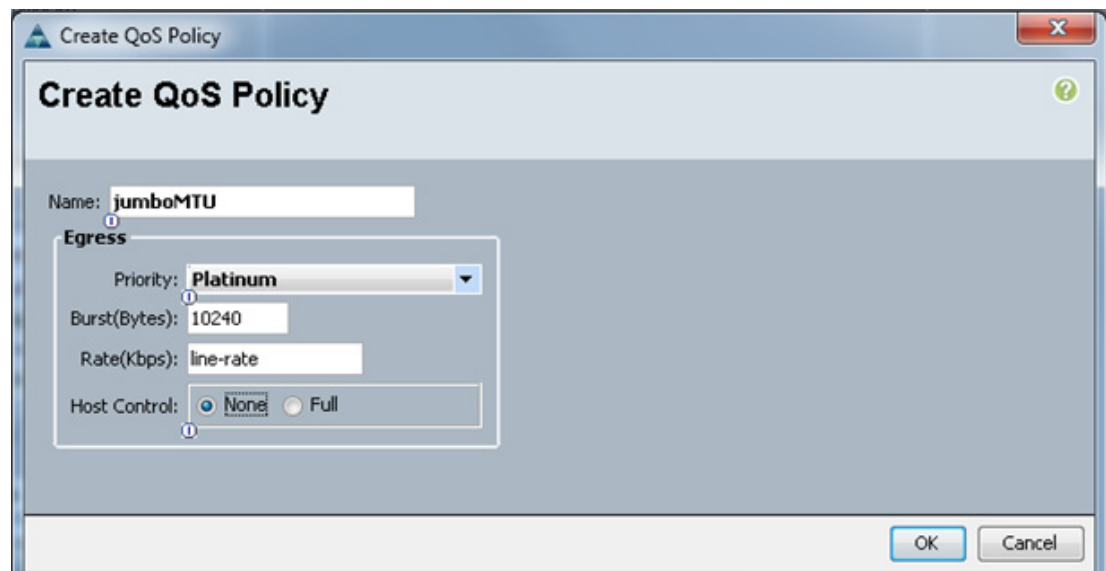 Create QoS Policy
Create QoS Policy
Name: jumboMTU
Egress
Priority: Platinum
Burst(Bytes): 10240
Rate(Kbps): line-rate
Host Control: None Full
OK Cancel